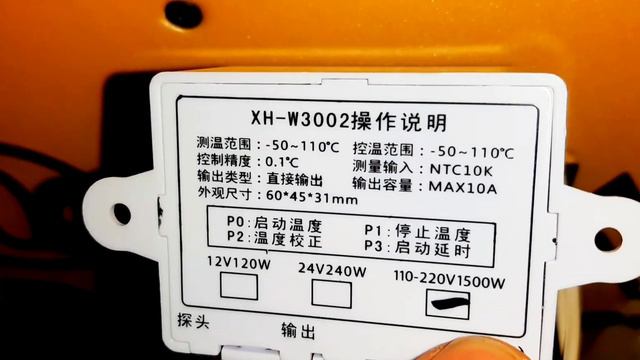 XH-W3002操作说明
测温范围: -50~110℃ 控温范围: -50~110℃
控制精度: 0.1℃ 测量输入: NTC10K
输出类型: 直接输出 输出容量: MAX10A
外观尺寸: 60*45*31mm
P0:启动温度 P1:停止温度
P2:温度校正 P3:启动延时
12V120W 24V240W 110-220V1500W
探头 输出